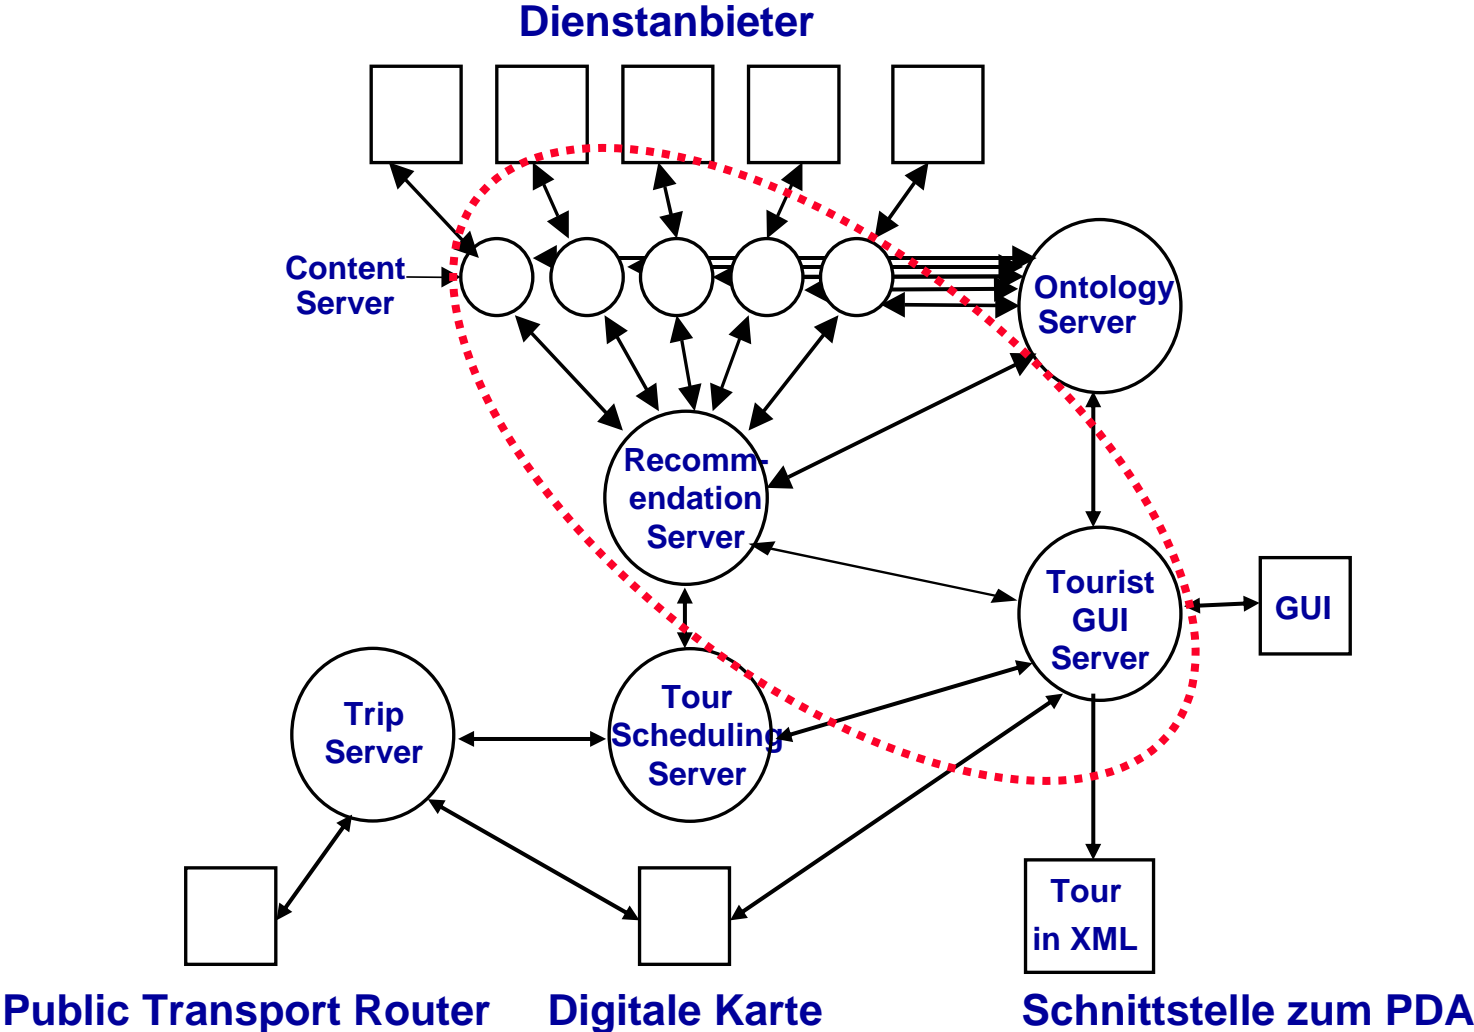 Dienstanbieter
Content
Server
Ontology
Server
Recomm-
endation
Server
Tourist
GUI
Server
GUI
Trip
Server
Tour
Scheduling
Server
Tour
in XML
Public Transport Router
Digitale Karte
Schnittstelle zum PDA